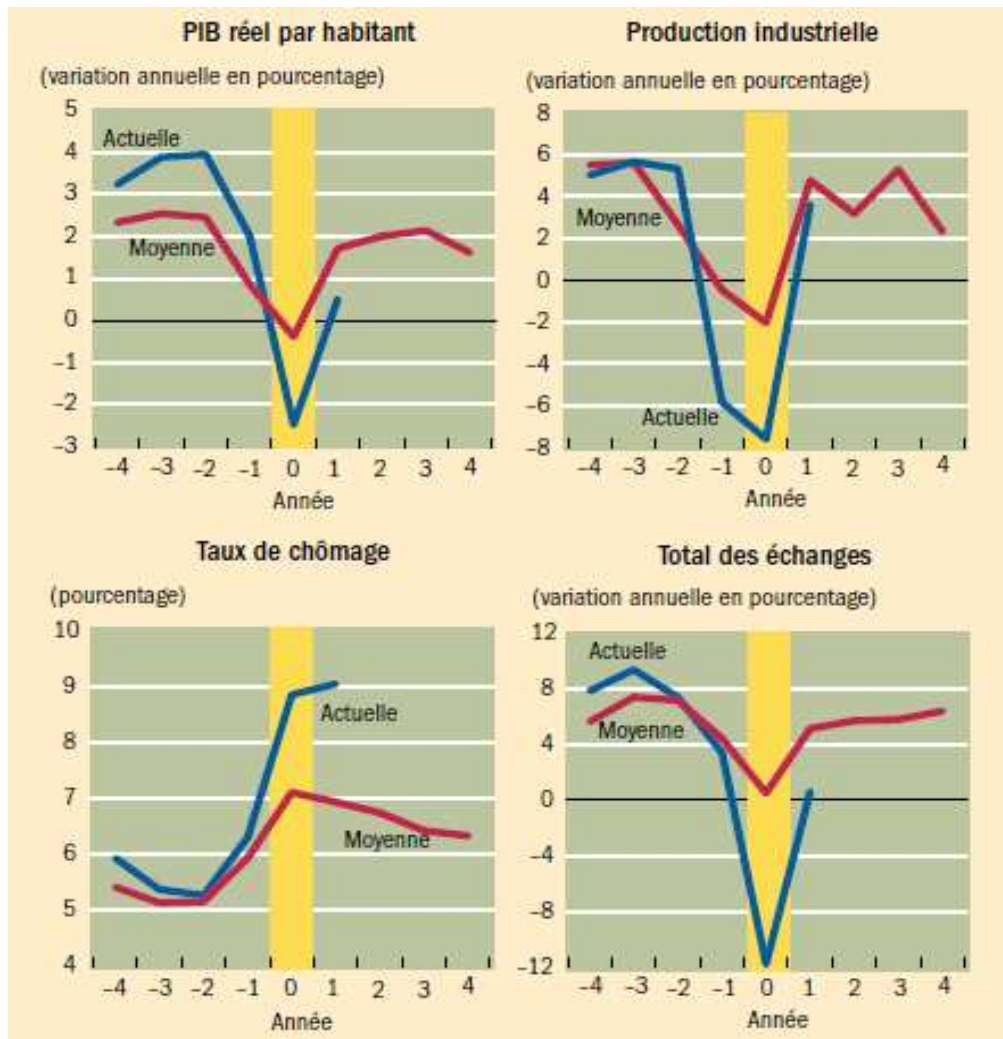 PIB réel par habitant
(variation annuelle en pourcentage)
5
4
3
2
1
0
–1
–2
–3
Actuelle
Moyenne
–4 –3 –2 –1 0 1 2 3 4
Année
Production industrielle
(variation annuelle en pourcentage)
8
6
4
2
0
–2
–4
–6
–8
Moyenne
Actuelle
–4 –3 –2 –1 0 1 2 3 4
Année
Taux de chômage
(pourcentage)
10
9
8
7
6
5
4
Actuelle
Moyenne
–4 –3 –2 –1 0 1 2 3 4
Année
Total des échanges
(variation annuelle en pourcentage)
12
8
4
0
–4
–8
–12
Actuelle
Moyenne
–4 –3 –2 –1 0 1 2 3 4
Année